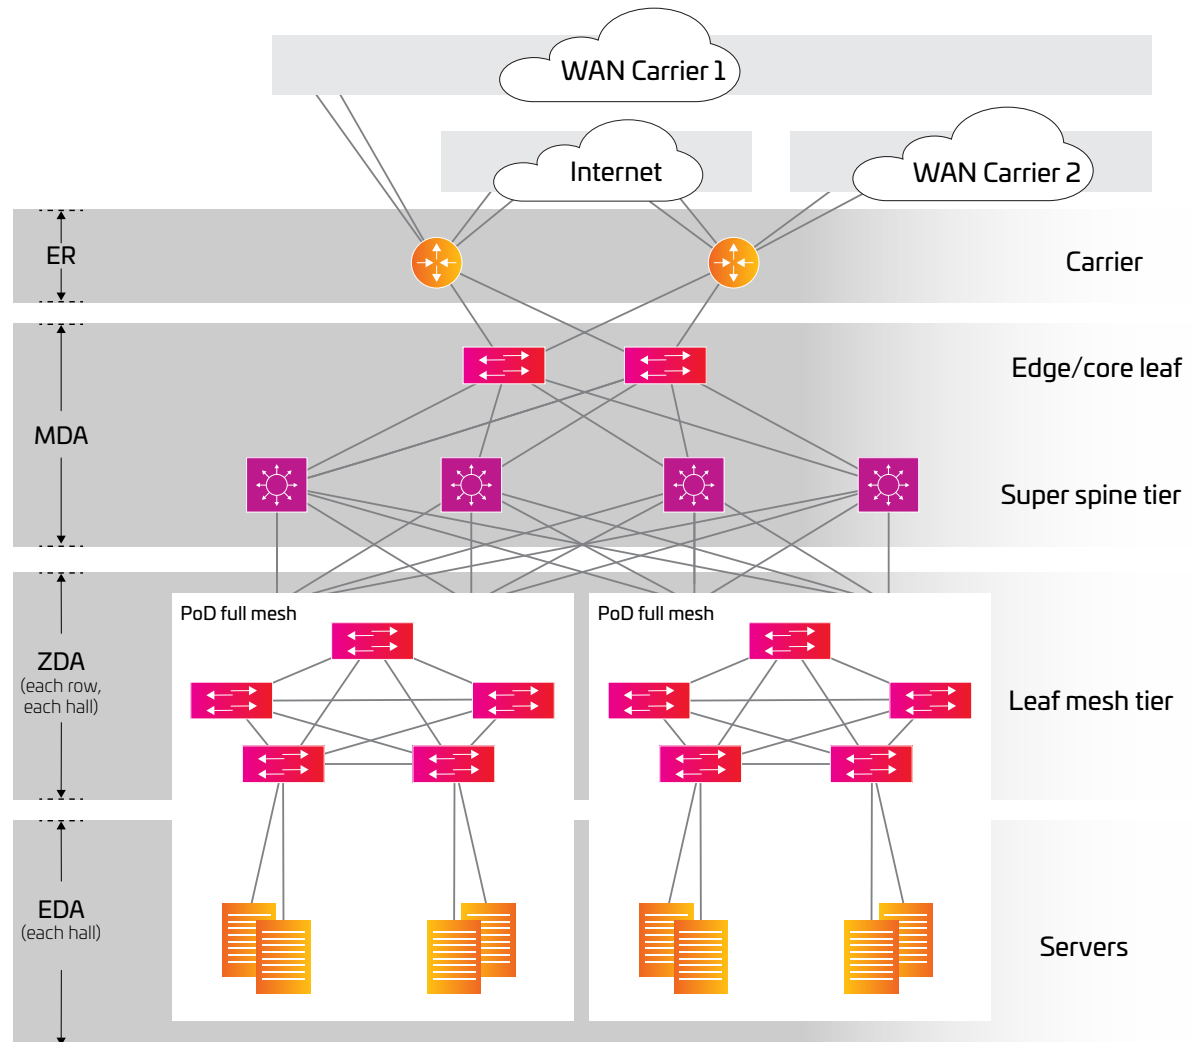 WAN Carrier 1
Internet
WAN Carrier 2
ER
Carrier
Edge/core leaf
MDA
Super spine tier
PoD full mesh
PoD full mesh
ZDA
(each row,
each hall)
Leaf mesh tier
EDA
(each hall)
Servers